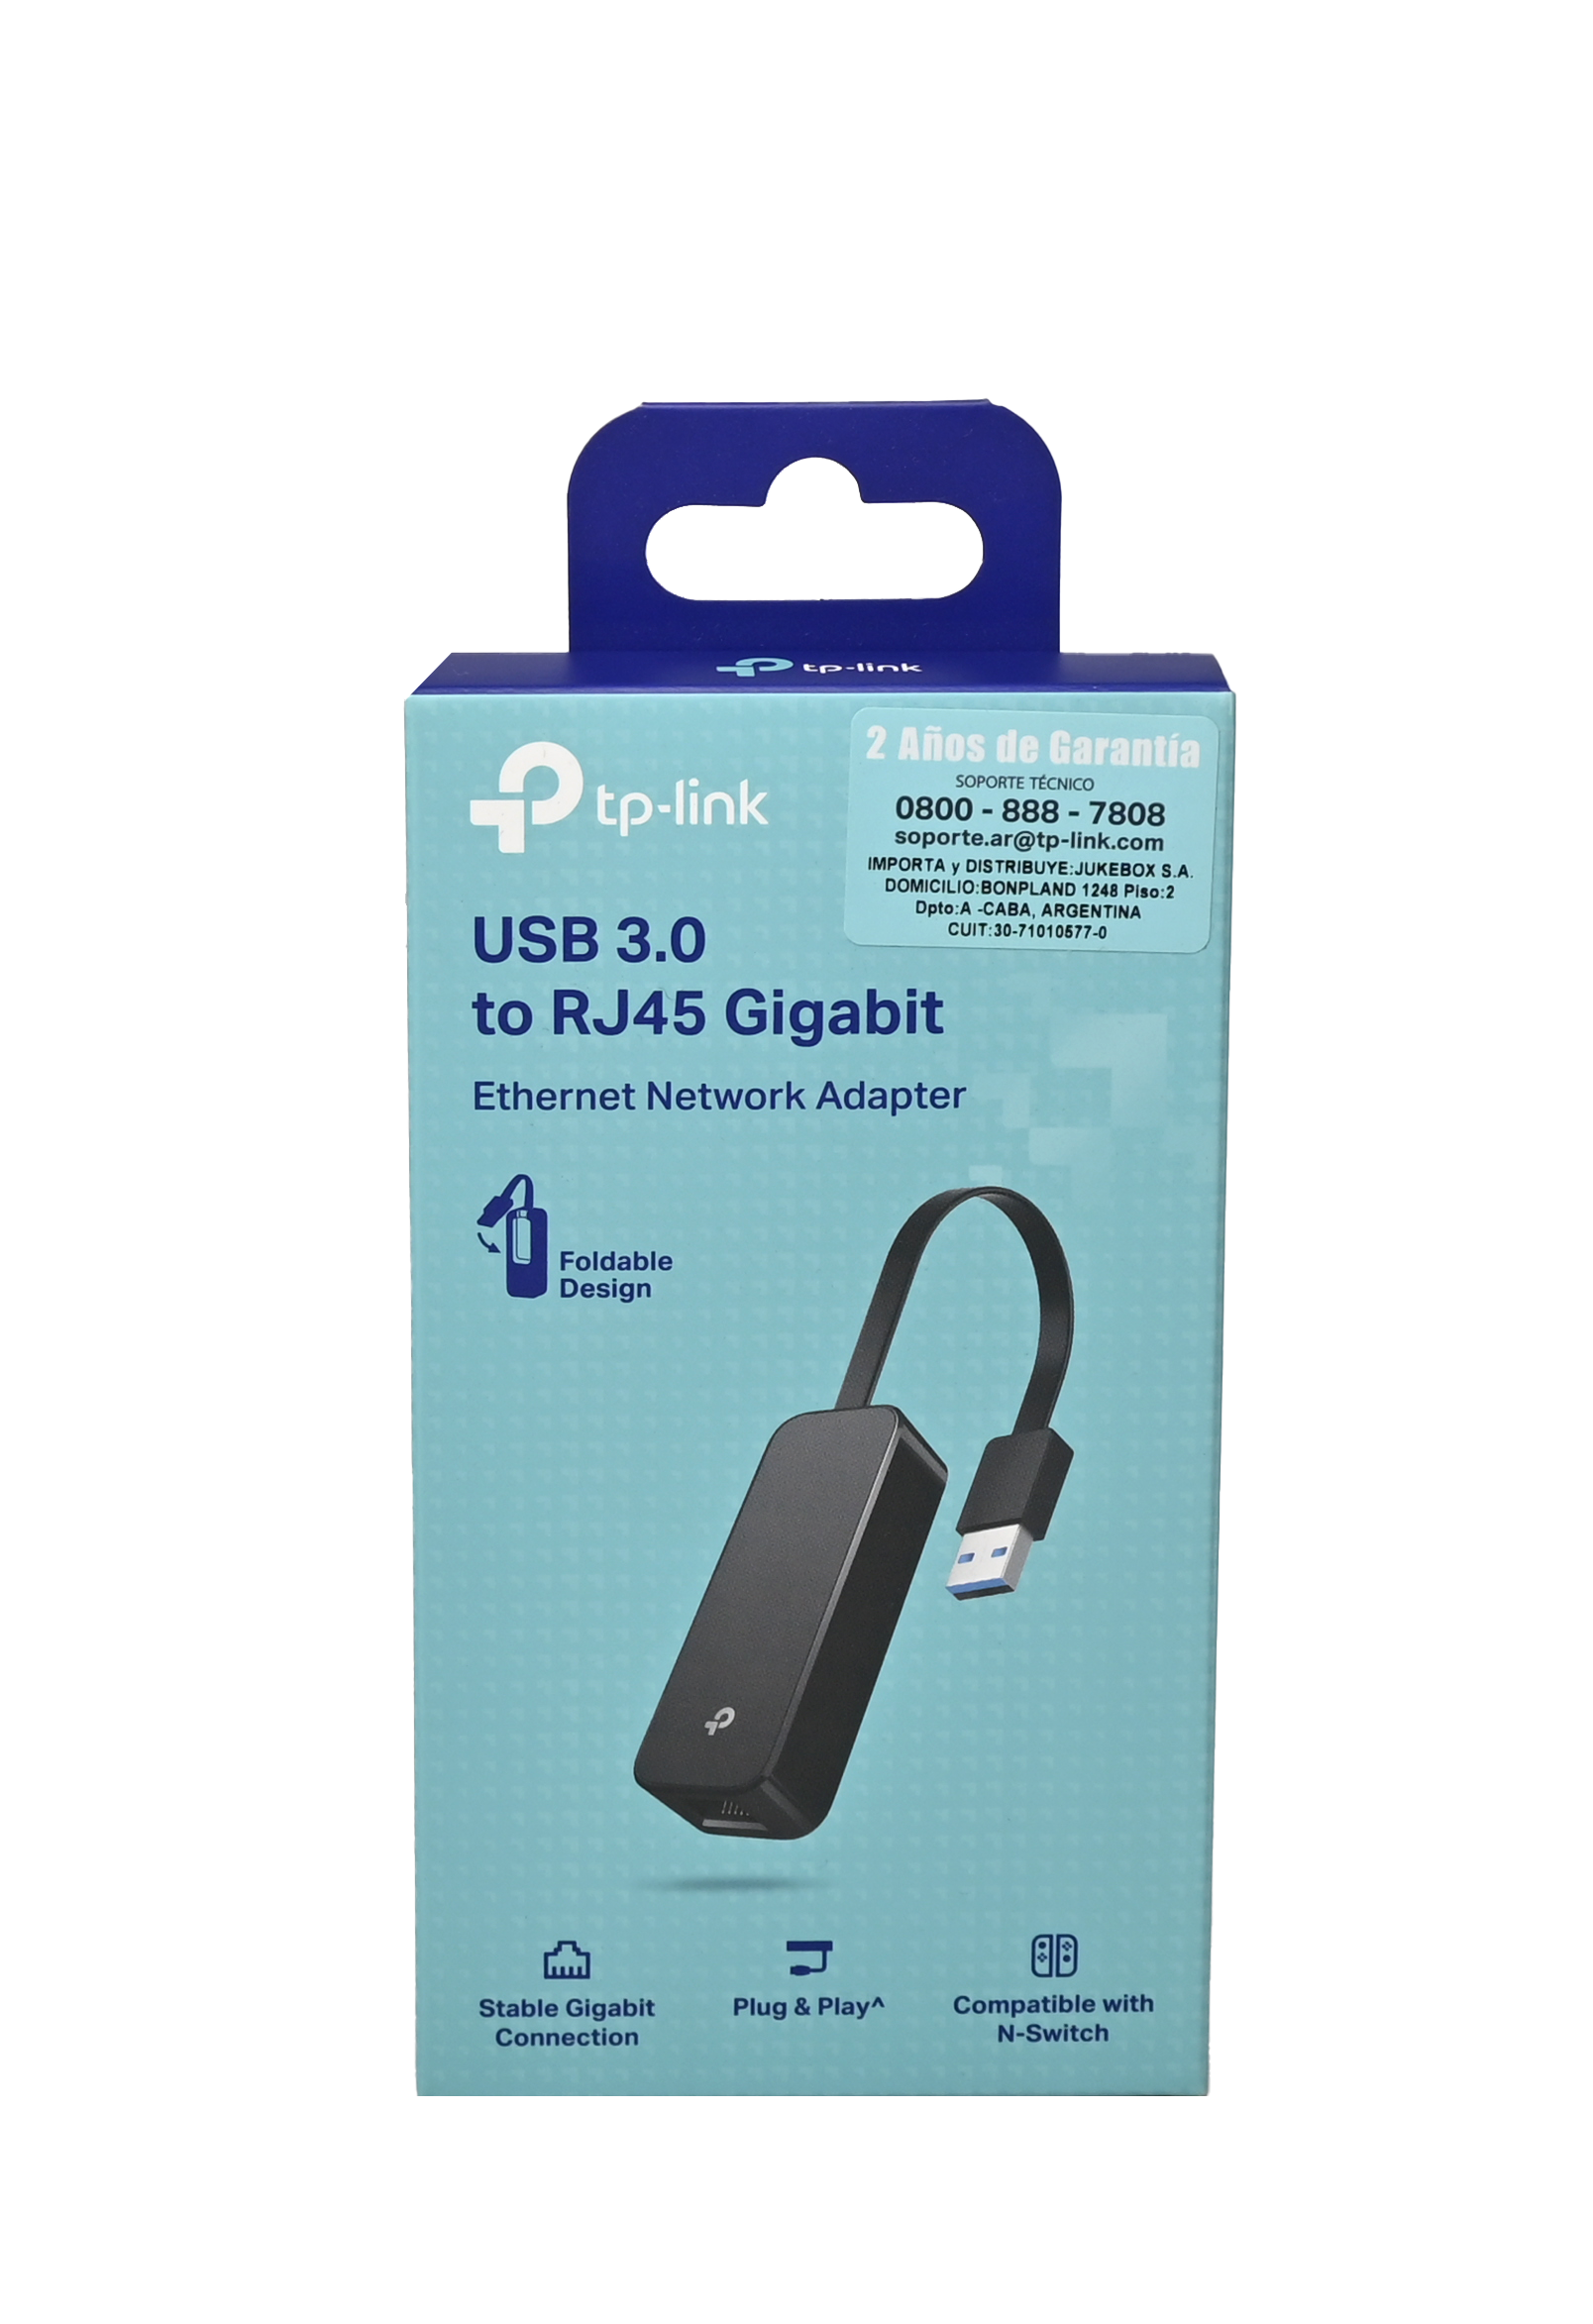 tp-link
tp-link
2 Años de Garantía
SOPORTE TÉCNICO
0800 - 888 - 7808
soporte.ar@tp-link.com
IMPORTA y DISTRIBUYE:JUKEBOX S.A.
DOMICILIO:BONPLAND 1248 Piso:2
Dpto:A -CABA, ARGENTINA
CUIT:30-71010577-0
USB 3.0
to RJ45 Gigabit
Ethernet Network Adapter
Foldable
Design
Stable Gigabit
Connection
Plug & Play^
Compatible with
N-Switch